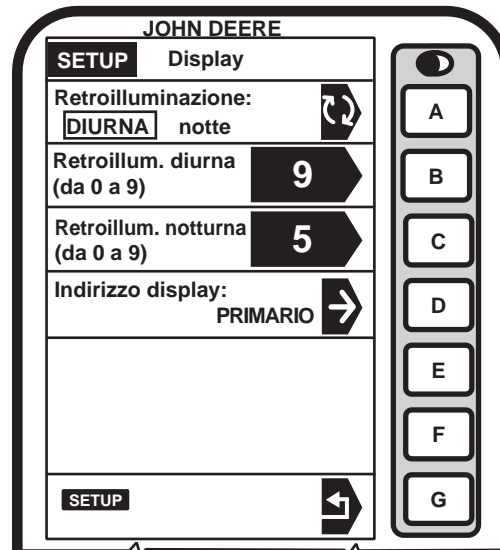 JOHN DEERE
SETUP Display
Retroilluminazione:
DIURNA notte
Retroillum. diurna
(da 0 a 9)
9
Retroillum. notturna
(da 0 a 9)
5
Indirizzo display:
PRIMARIO
SETUP
A
B
C
D
E
F
G